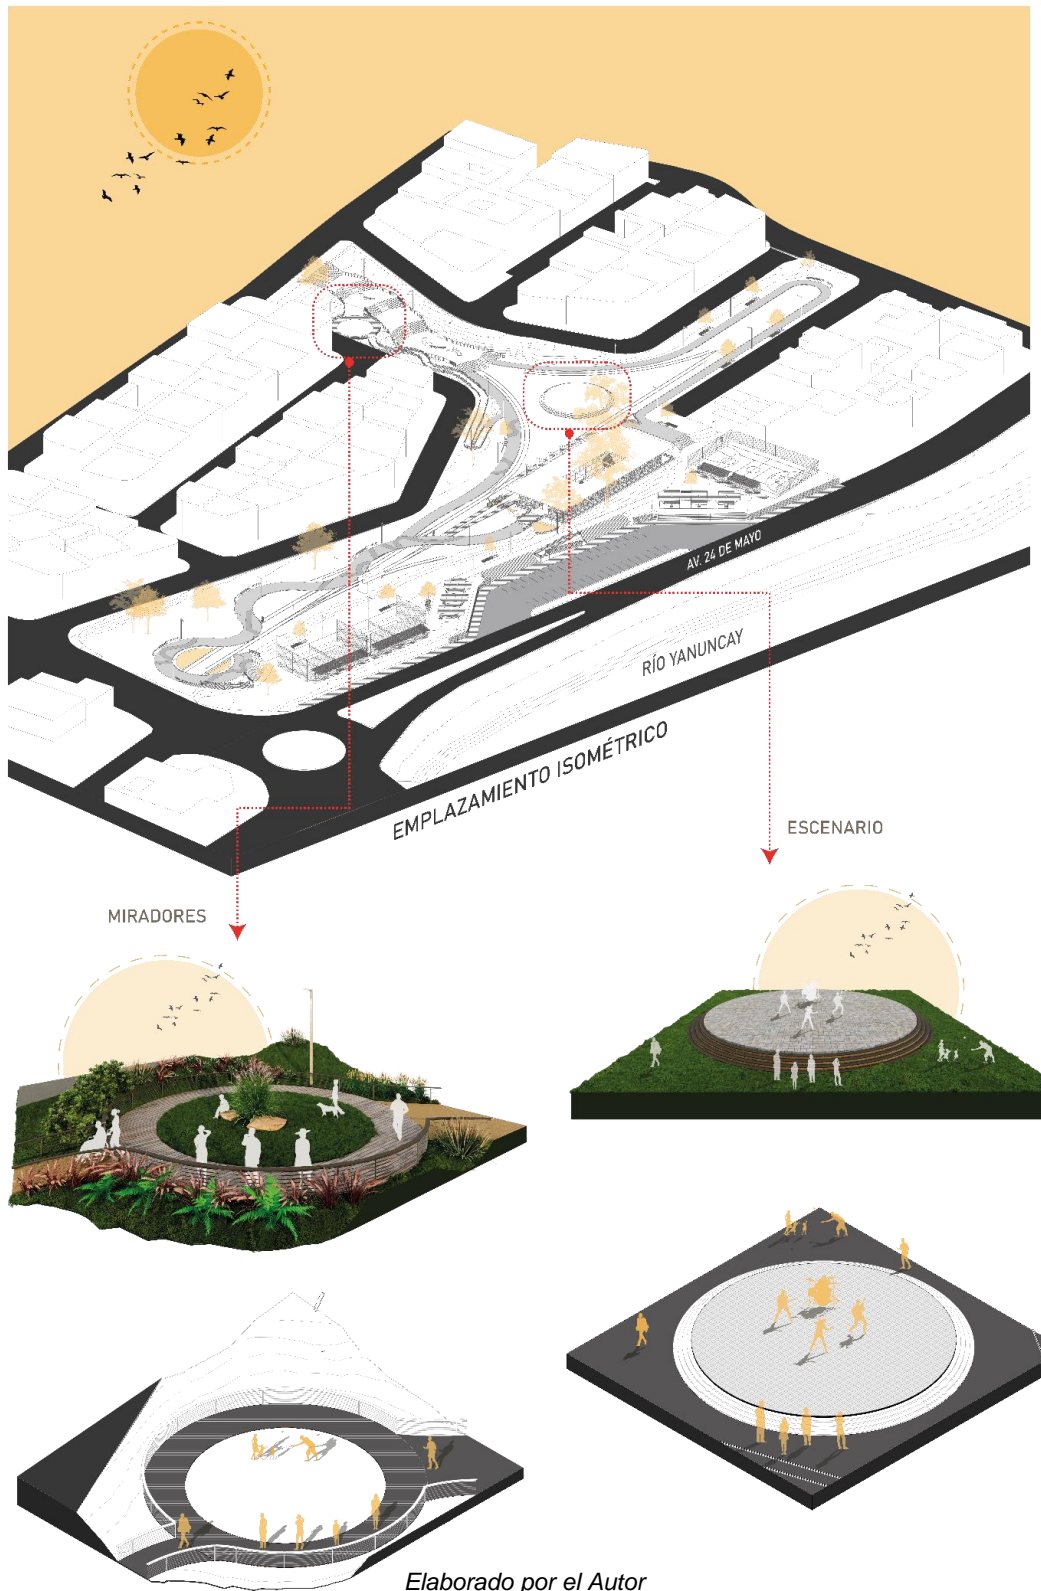 AV. 24 DE MAYO
RÍO YANUNCAY
EMPLAZAMIENTO ISOMÉTRICO
ESCENARIO
MIRADORES
Elaborado por el Autor